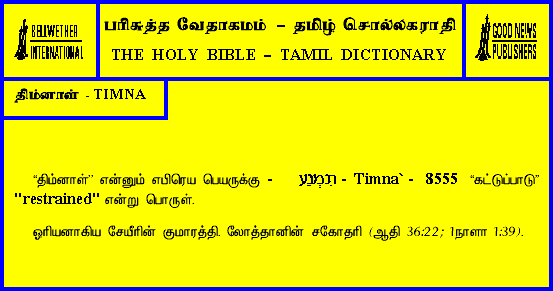 BELLWETHER
INTERNATIONAL
பரிசுத்த வேதாகமம் – தமிழ் சொல்லகராதி
THE HOLY BIBLE – TAMIL DICTIONARY
GOOD NEWS
PUBLISHERS
திம்னாள் - TIMNA
“திம்னாள்” என்னும் எபிரெய பெயருக்கு - תִּמְנָע - Timna` - 8555 “கட்டுப்பாடு”
"restrained" என்று பொருள்.
ஓரியனாகிய சேயீரின் குமாரத்தி. லோத்தானின் சகோதரி (ஆதி 36:22; 1நாளா 1:39).